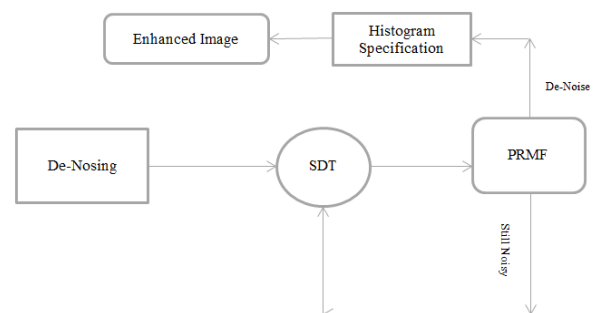 Enhanced Image
Histogram
Specification
De-Noise
De-Nosing
SDT
PRMF
Still Noisy